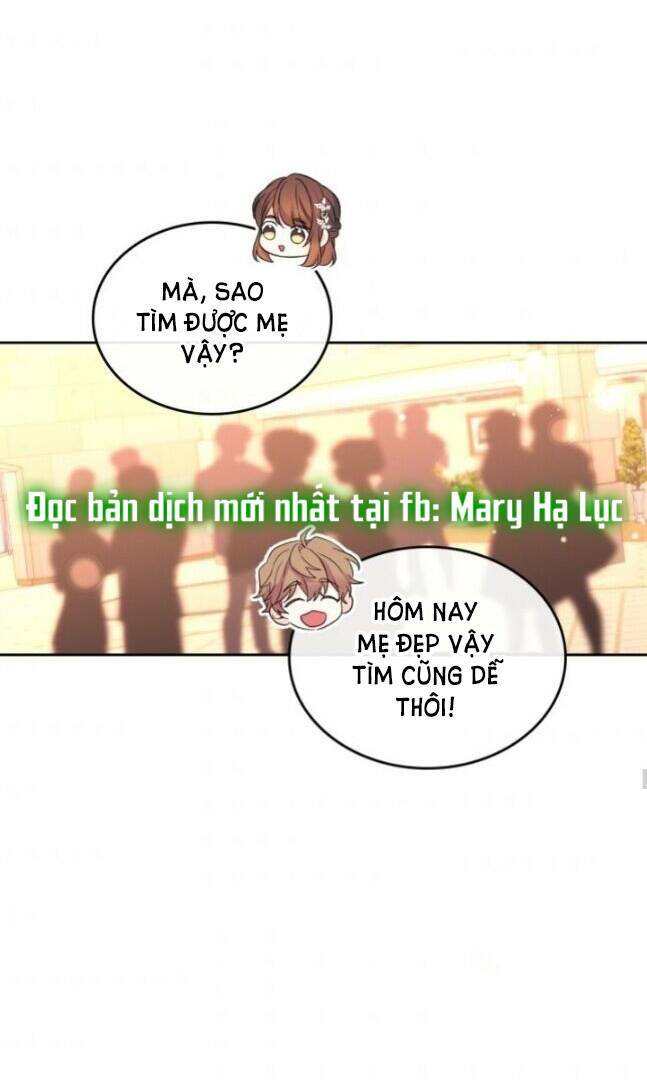 MÀ, SAO
TÌM ĐƯỢC MẸ
VẬY?
Đọc bản dịch mới nhất tại fb: Mary Hạ Lục
HÔM NAY
MẸ ĐẸP VẬY
TÌM CŨNG DỄ
THÔI!